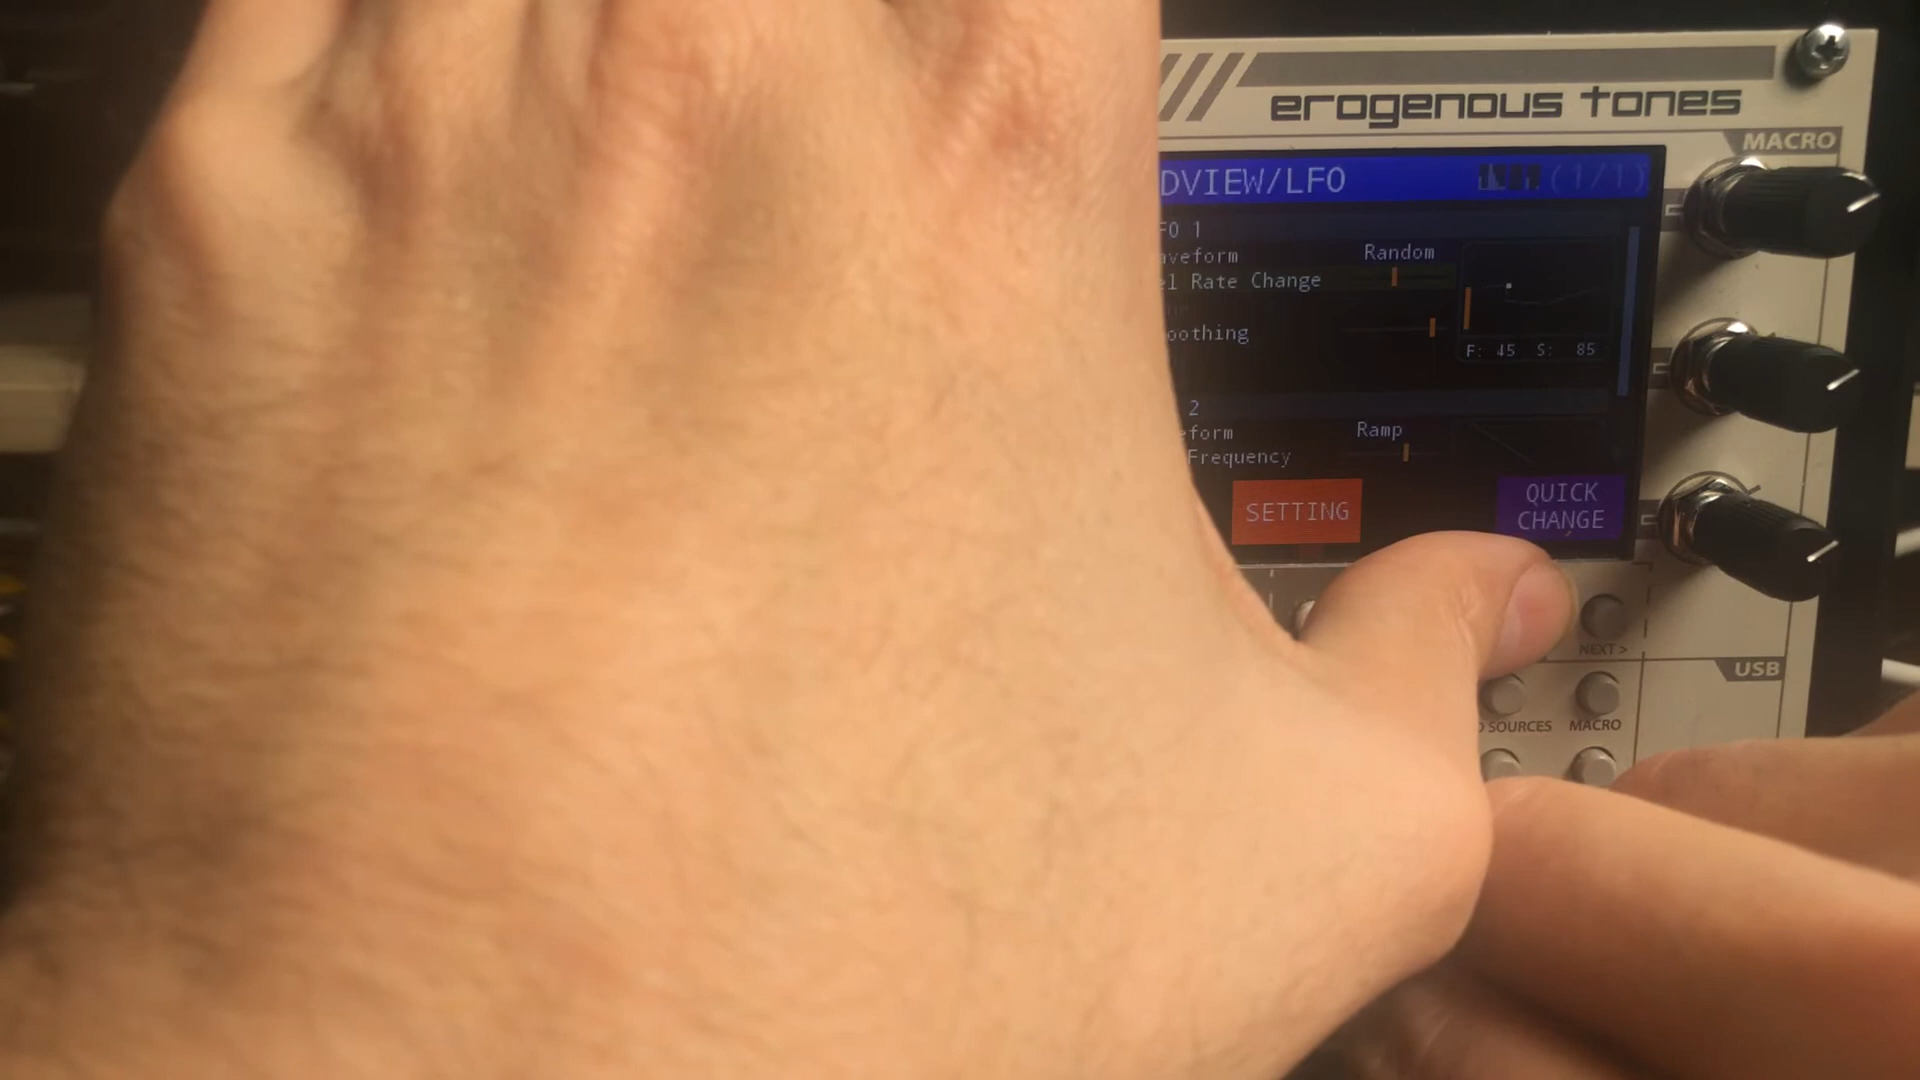 erogenous tones
MACRO
DVIEW/LFO (1/1)
FO 1
aveform Random
el Rate Change
oothing
F: 45 S: 85
2
eform Ramp
Frequency
SETTING
QUICK
CHANGE
NEXT >
USB
SOURCES MACRO